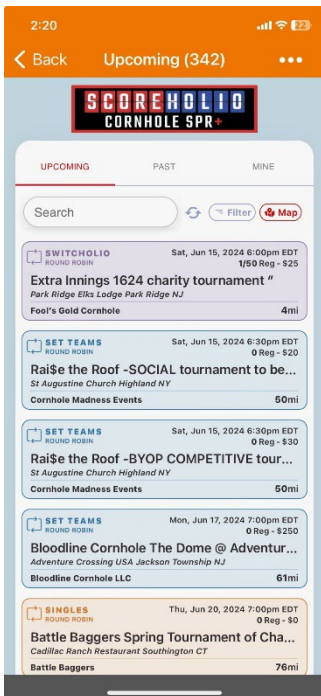 2:20
22
Back
Upcoming (342)
SCOREHOLIO
CORNHOLE SPR+
UPCOMING
PAST
MINE
Search
Filter
Map
SWITCHOLIO
ROUND ROBIN
Sat, Jun 15, 2024 6:00pm EDT
1/50 Reg - $25
Extra Innings 1624 charity tournament "
Park Ridge Elks Lodge Park Ridge NJ
Fool's Gold Cornhole
4mi
SET TEAMS
ROUND ROBIN
Sat, Jun 15, 2024 6:30pm EDT
0 Reg - $20
Rai$e the Roof -SOCIAL tournament to be...
St Augustine Church Highland NY
Cornhole Madness Events
50mi
SET TEAMS
ROUND ROBIN
Sat, Jun 15, 2024 6:30pm EDT
0 Reg - $30
Rai$e the Roof -BYOP COMPETITIVE tour...
St Augustine Church Highland NY
Cornhole Madness Events
50mi
SET TEAMS
ROUND ROBIN
Mon, Jun 17, 2024 7:00pm EDT
0 Reg - $250
Bloodline Cornhole The Dome @ Adventur...
Adventure Crossing USA Jackson Township NJ
Bloodline Cornhole LLC
61mi
SINGLES
ROUND ROBIN
Thu, Jun 20, 2024 7:00pm EDT
0 Reg - $0
Battle Baggers Spring Tournament of Cha...
Cadillac Ranch Restaurant Southington CT
Battle Baggers
76mi